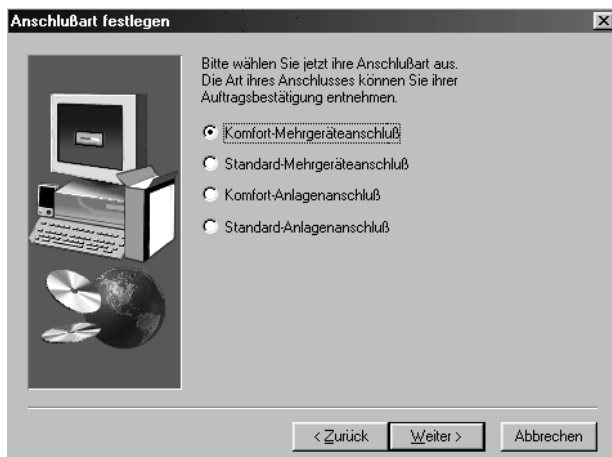 Anschlußart festlegen
Bitte wählen Sie jetzt ihre Anschlußart aus.
Die Art ihres Anschlusses können Sie ihrer
Auftragsbestätigung entnehmen.
Komfort-Mehrgeräteanschluß
Standard-Mehrgeräteanschluß
Komfort-Anlagenanschluß
Standard-Anlagenanschluß
< Zurück
Weiter >
Abbrechen